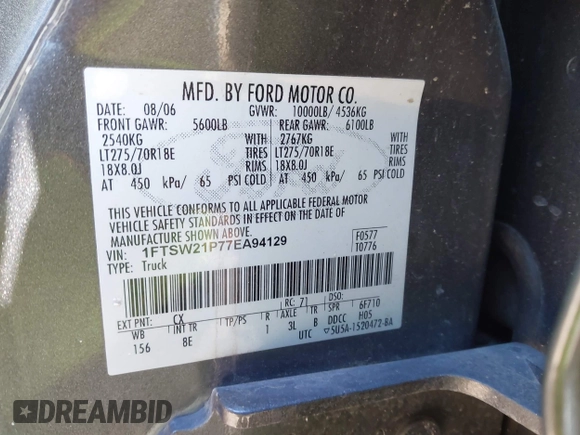 MFD. BY FORD MOTOR CO.
DATE: 08/06 GVWR: 10000LB/ 4536KG
FRONT GAWR: 5600LB REAR GAWR: 6100LB
2540KG WITH 2767KG WITH
LT275/70R18E TIRES LT275/70R18E TIRES
18X8.0J RIMS 18X8.0J RIMS
AT 450 kPa/ 65 PSI COLD AT 450 kPa/ 65 PSI COLD
THIS VEHICLE CONFORMS TO ALL APPLICABLE FEDERAL MOTOR
VEHICLE SAFETY STANDARDS IN EFFECT ON THE DATE OF
MANUFACTURE SHOWN ABOVE.
VIN: 1FTSW21P77EA94129 F0577
TYPE: Truck T0776
RC: 71 DSO:
EXT PNT: CX R AXLE TR SPR 6F710
WB INT TR TP/PS 1 3L B DDCC H05
156 8E UTC ▽5U5A-1520472-BA
DREAMBID